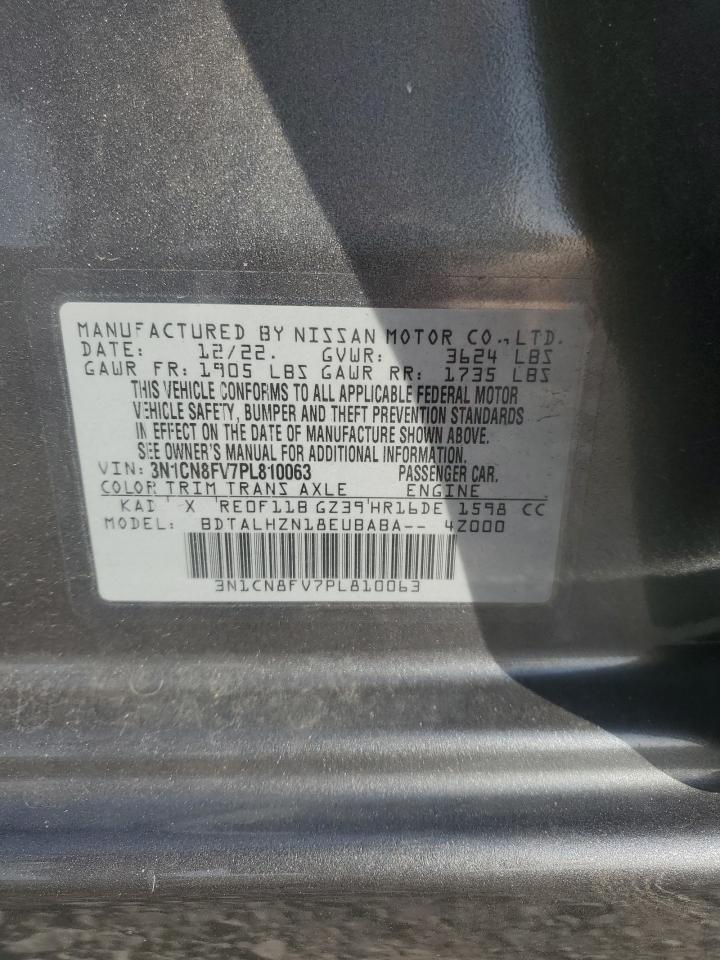 MANUFACTURED BY NISSAN MOTOR CO.,LTD.
DATE: 12/22. GVWR: 3624 LBS
GAWR FR: 1905 LBS GAWR RR: 1735 LBS
THIS VEHICLE CONFORMS TO ALL APPLICABLE FEDERAL MOTOR
VEHICLE SAFETY, BUMPER AND THEFT PREVENTION STANDARDS
IN EFFECT ON THE DATE OF MANUFACTURE SHOWN ABOVE.
SEE OWNER'S MANUAL FOR ADDITIONAL INFORMATION.
VIN: 3N1CN8FV7PL810063 PASSENGER CAR.
COLOR TRIM TRANS AXLE ENGINE
KAD X RE0F11B GZ39 HR16DE 1598 CC
MODEL: BDTALHZN18EUBABA-- 4Z000
3N1CN8FV7PL810063